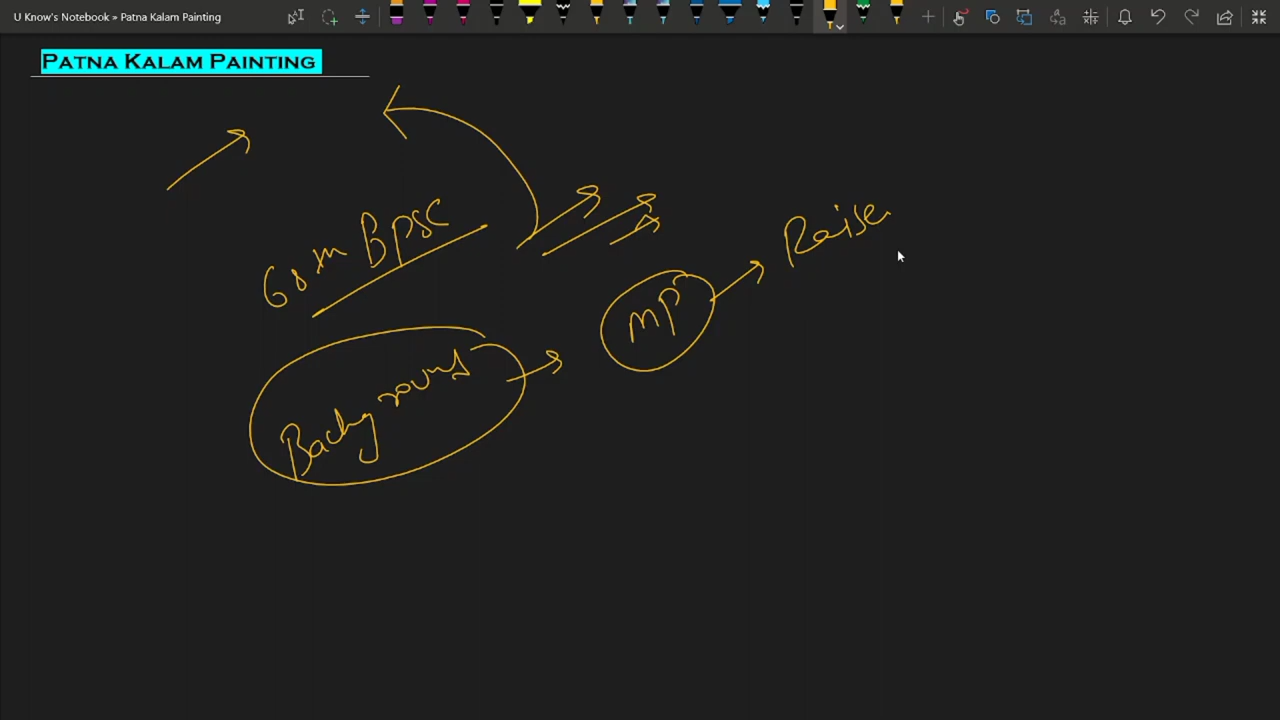 U Know's Notebook » Patna Kalam Painting
PATNA KALAM PAINTING
68th BPSC
Raise
MP
Background